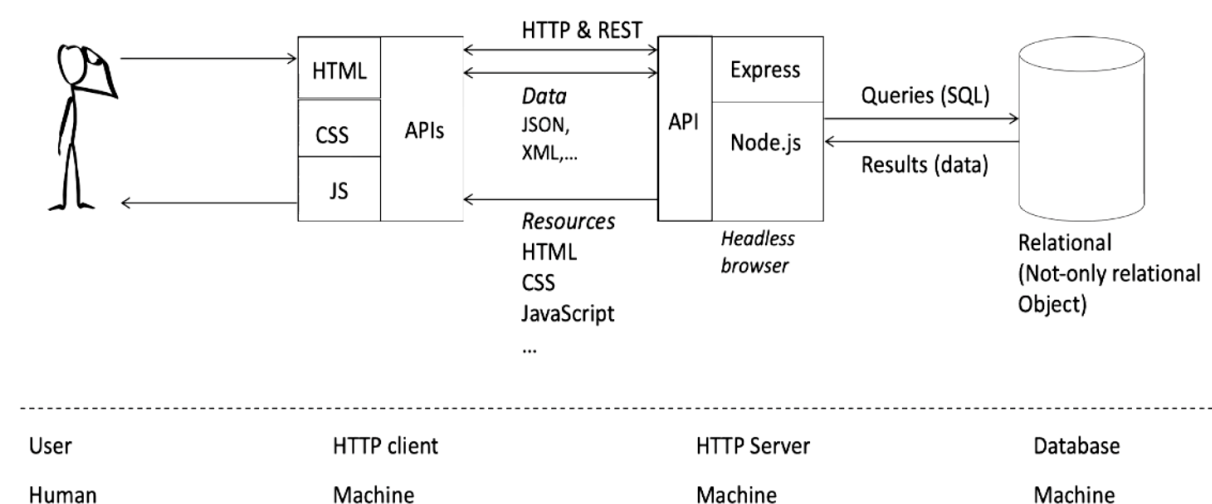 HTTP & REST
HTML
CSS
JS
APIs
Data
JSON,
XML,...
Resources
HTML
CSS
JavaScript
...
API
Express
Node.js
Headless
browser
Queries (SQL)
Results (data)
Relational
(Not-only relational
Object)
User HTTP client HTTP Server Database
Human Machine Machine Machine